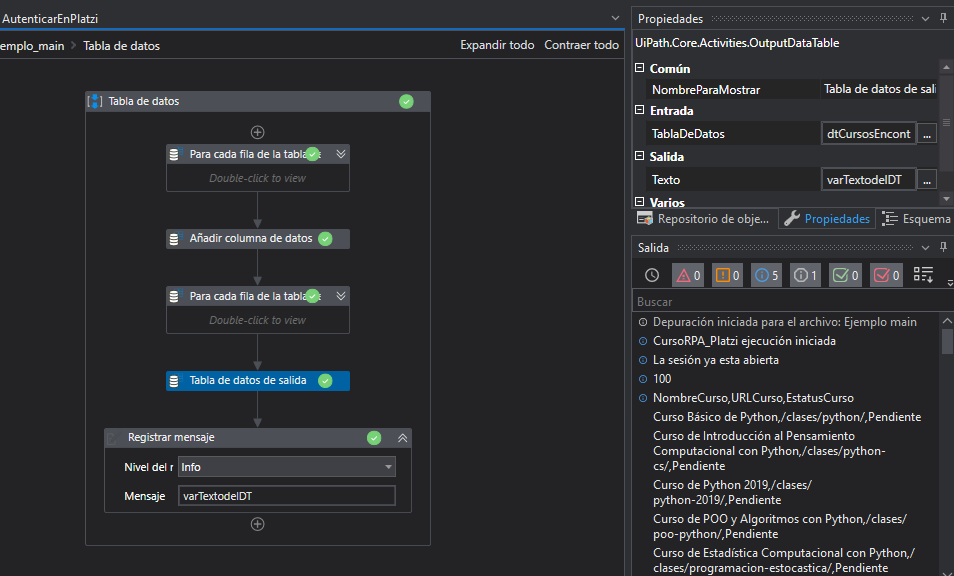 AutenticarEnPlatzi
emplo_main > Tabla de datos
Expandir todo Contraer todo
Tabla de datos
Para cada fila de la tabla
Double-click to view
Añadir columna de datos
Para cada fila de la tabla
Double-click to view
Tabla de datos de salida
Registrar mensaje
Nivel del r Info
Mensaje varTextodelDT
Propiedades
UiPath.Core.Activities.OutputDataTable
Común
NombreParaMostrar Tabla de datos de sali
Entrada
TablaDeDatos dtCursosEncont ...
Salida
Texto varTextodelDT ...
Varios
Repositorio de obje... Propiedades Esquema
Salida
0 0 5 1 0 0
Buscar
Depuración iniciada para el archivo: Ejemplo main
CursoRPA_Platzi ejecución iniciada
La sesión ya esta abierta
100
NombreCurso,URLCurso,EstatusCurso
Curso Básico de Python,/clases/python/,Pendiente
Curso de Introducción al Pensamiento
Computacional con Python,/clases/python-
cs/,Pendiente
Curso de Python 2019,/clases/
python-2019/,Pendiente
Curso de POO y Algoritmos con Python,/clases/
poo-python/,Pendiente
Curso de Estadística Computacional con Python,/
clases/programacion-estocastica/,Pendiente